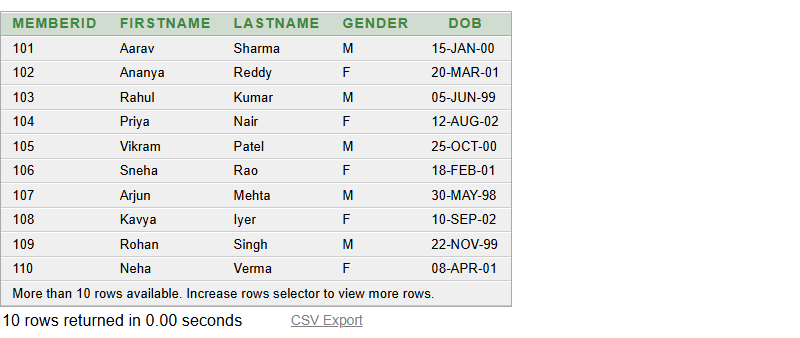 MEMBERID FIRSTNAME LASTNAME GENDER DOB
101 Aarav Sharma M 15-JAN-00
102 Ananya Reddy F 20-MAR-01
103 Rahul Kumar M 05-JUN-99
104 Priya Nair F 12-AUG-02
105 Vikram Patel M 25-OCT-00
106 Sneha Rao F 18-FEB-01
107 Arjun Mehta M 30-MAY-98
108 Kavya Iyer F 10-SEP-02
109 Rohan Singh M 22-NOV-99
110 Neha Verma F 08-APR-01
More than 10 rows available. Increase rows selector to view more rows.
10 rows returned in 0.00 seconds CSV Export